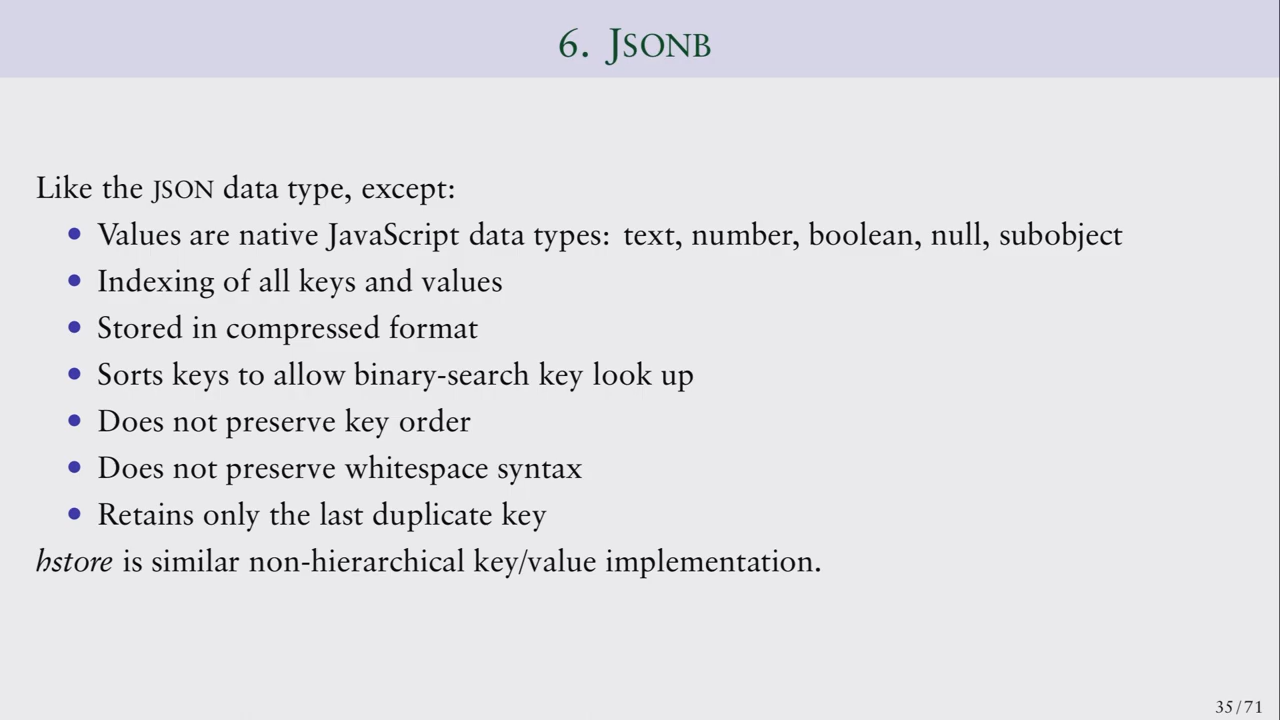 6. JSONB
Like the JSON data type, except:
• Values are native JavaScript data types: text, number, boolean, null, subobject
• Indexing of all keys and values
• Stored in compressed format
• Sorts keys to allow binary-search key look up
• Does not preserve key order
• Does not preserve whitespace syntax
• Retains only the last duplicate key
hstore is similar non-hierarchical key/value implementation.
35 / 71